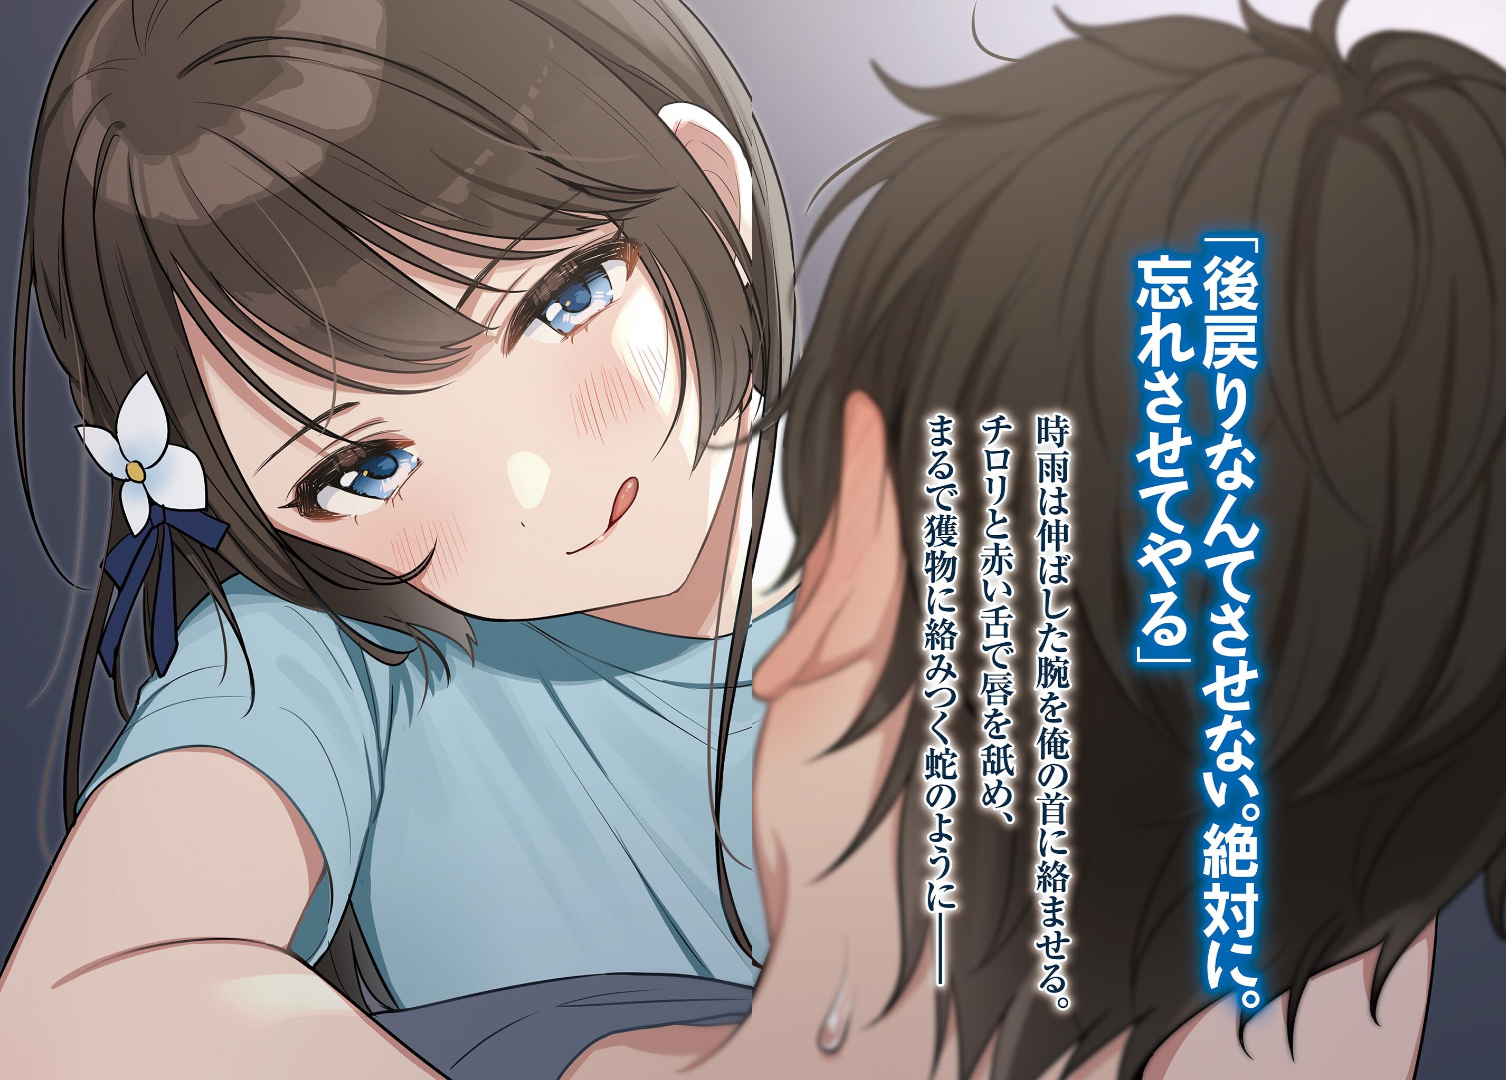 「後戻りなんてさせない。絶対に。
忘れさせてやる」
時雨は伸ばした腕を俺の首に絡ませる。
チロリと赤い舌で唇を舐め、
まるで獲物に絡みつく蛇のように――